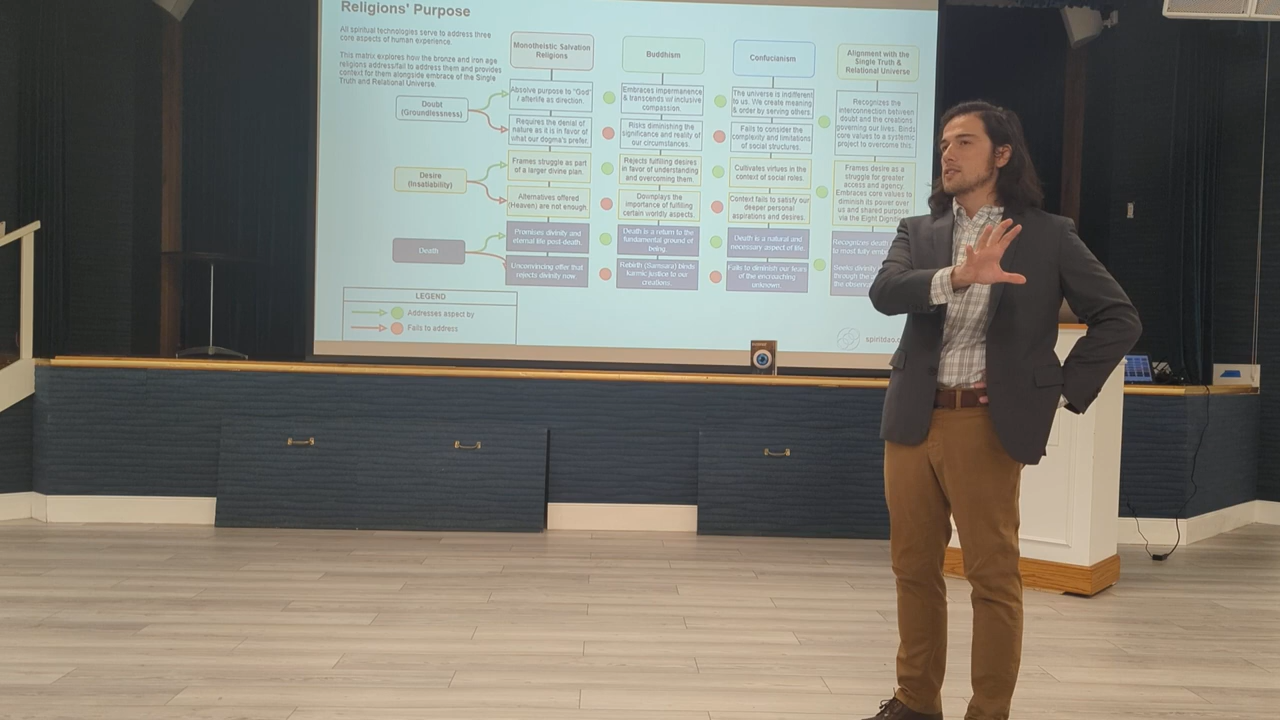 Religions' Purpose
All spiritual technologies serve to address three
core aspects of human experience.
This matrix explores how the bronze and iron age
religions address/fail to address them and provides
context for them alongside embrace of the Single
Truth and Relational Universe.
Monotheistic Salvation
Religions
Buddhism
Confucianism
Alignment with the
Single Truth &
Relational Universe
Doubt
(Groundlessness)
Absolve purpose to "God"
/ afterlife as direction.
Embraces impermanence
& transcends w/ inclusive
compassion.
The universe is indifferent
to us. We create meaning
& order by serving others.
Recognizes the
interconnection between
doubt and the creations
governing our lives. Binds
core values to a systemic
project to overcome this.
Requires the denial of
nature as it is in favor of
what our dogma's prefer.
Risks diminishing the
significance and reality of
our circumstances.
Fails to consider the
complexity and limitations
of social structures.
Desire
(Insatiability)
Frames struggle as part
of a larger divine plan.
Rejects fulfilling desires
in favor of understanding
and overcoming them.
Cultivates virtues in the
context of social roles.
Frames desire as a
struggle for greater
access and agency.
Embraces core values to
diminish its power over
us and shared purpose
via the Eight
Alternatives offered
(Heaven) are not enough.
Downplays the
importance of fulfilling
certain worldly aspects.
Context fails to satisfy our
deeper personal
aspirations and desires.
Death
Promises divinity and
eternal life post-death.
Death is a return to the
fundamental ground of
being.
Death is a natural and
necessary aspect of life.
Recognizes death
to most fully
Seeks divinity
through the
the
Unconvincing offer that
rejects divinity now.
Rebirth (Samsara) binds
karmic justice to our
creations.
Fails to diminish our fears
of the encroaching
unknown.
LEGEND
Addresses aspect by
Fails to address